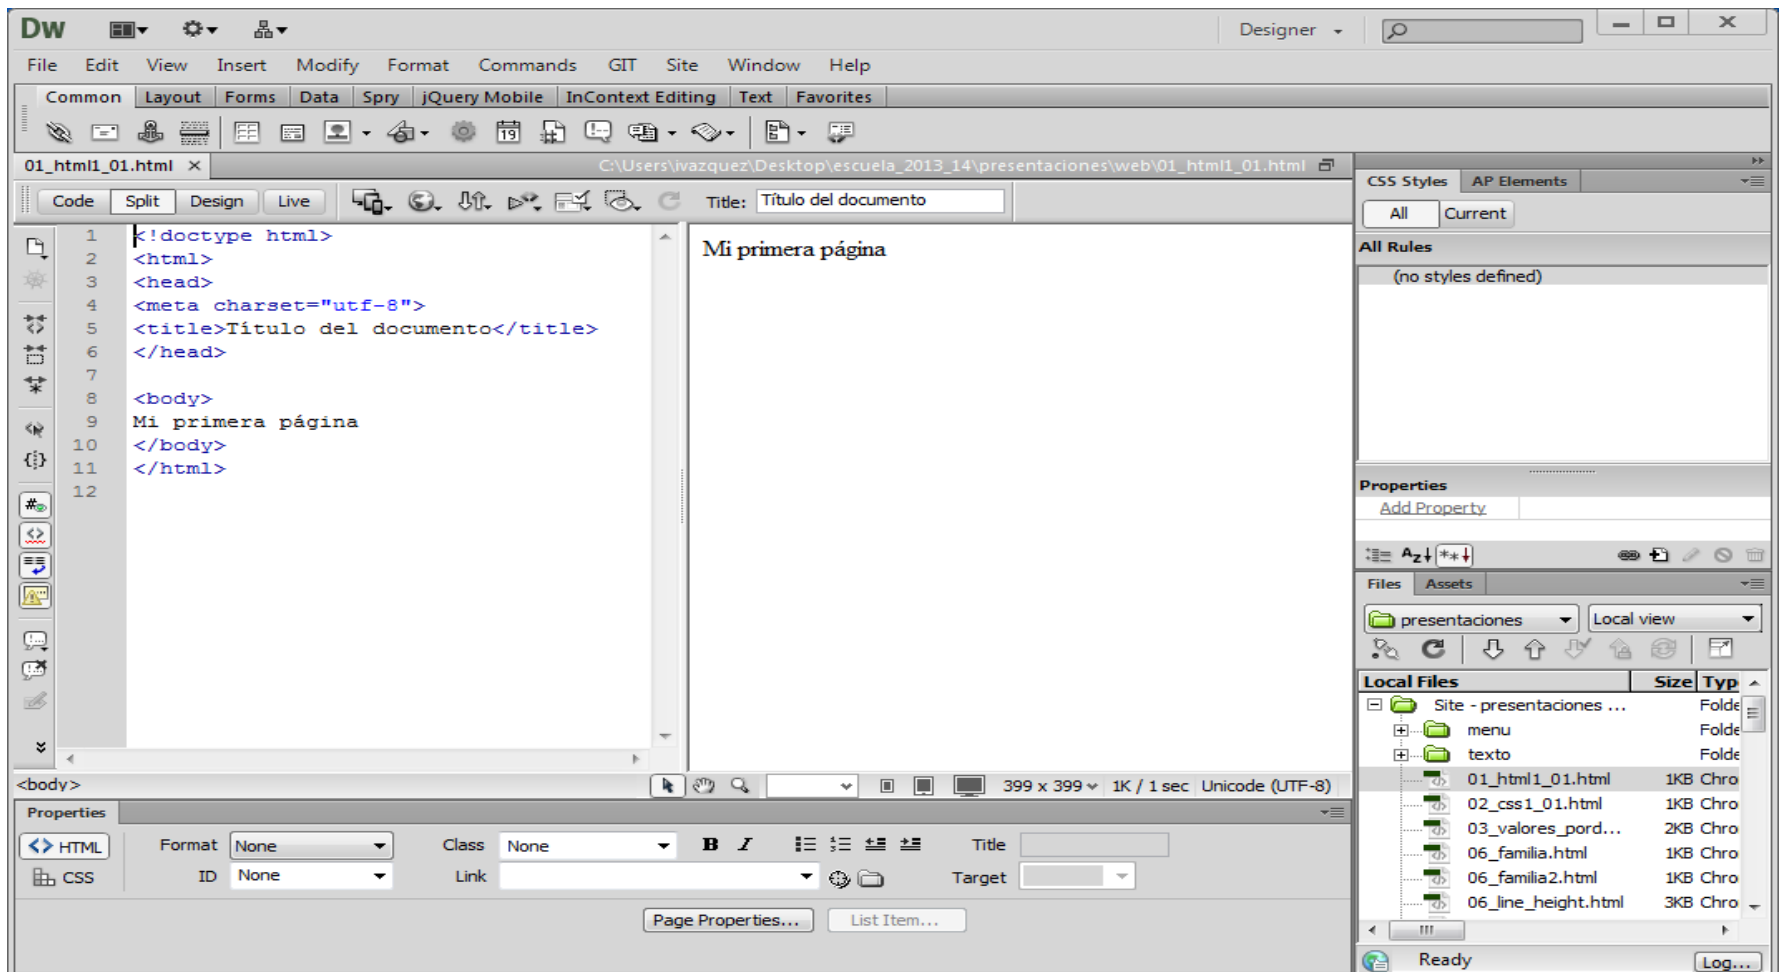 Dw
Designer
File Edit View Insert Modify Format Commands GIT Site Window Help
Common Layout Forms Data Spry jQuery Mobile InContext Editing Text Favorites
19
01_html1_01.html × C:\Users\ivazquez\Desktop\escuela_2013_14\presentaciones\web\01_html1_01.html
Code Split Design Live Title: Título del documento
1 <!doctype html>
2 <html>
3 <head>
4 <meta charset="utf-8">
5 <title>Título del documento</title>
6 </head>
7
8 <body>
9 Mi primera página
10 </body>
11 </html>
12
Mi primera página
<body>
399 x 399 1K / 1 sec Unicode (UTF-8)
Properties
HTML Format None Class None B I Title
CSS ID None Link Target
Page Properties... List Item...
CSS Styles AP Elements
All Current
All Rules
(no styles defined)
Properties
Add Property
Files Assets
presentaciones Local view
Local Files Size Typ
Site - presentaciones ... Folde
menu Folde
texto Folde
01_html1_01.html 1KB Chro
02_css1_01.html 1KB Chro
03_valores_pord... 2KB Chro
06_familia.html 1KB Chro
06_familia2.html 1KB Chro
06_line_height.html 3KB Chro
Ready Log...